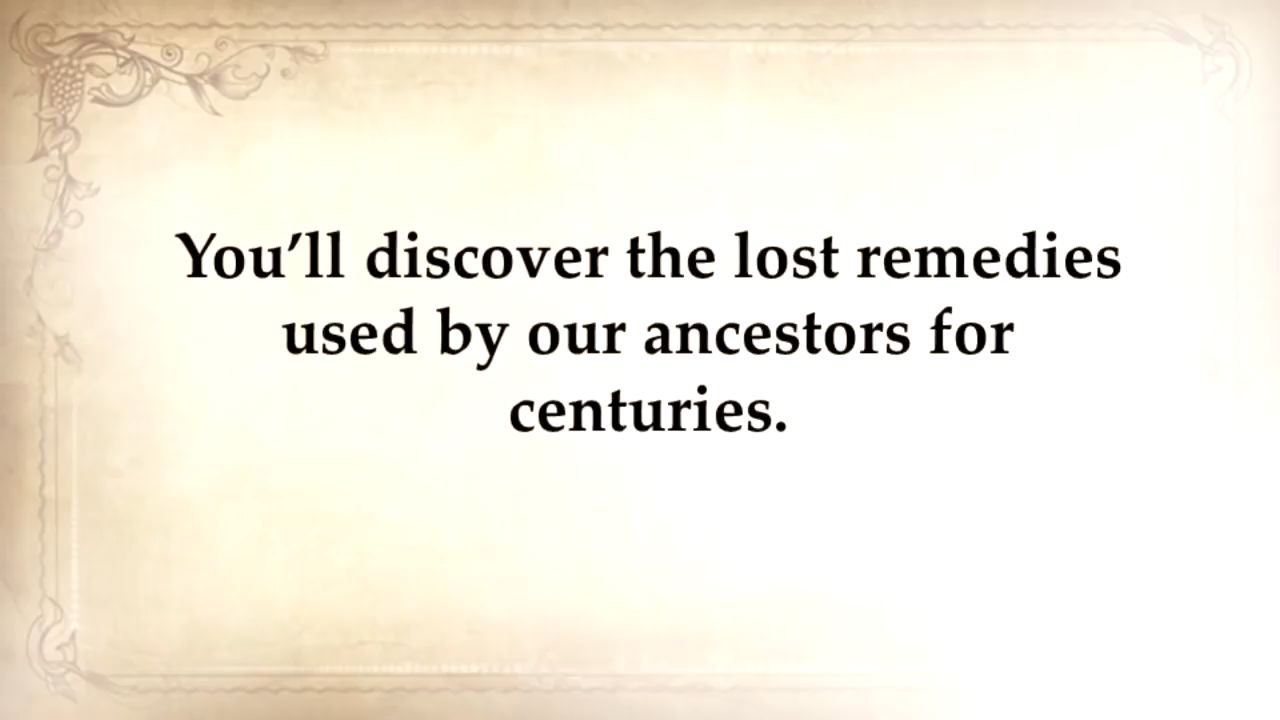 You’ll discover the lost remedies
used by our ancestors for
centuries.